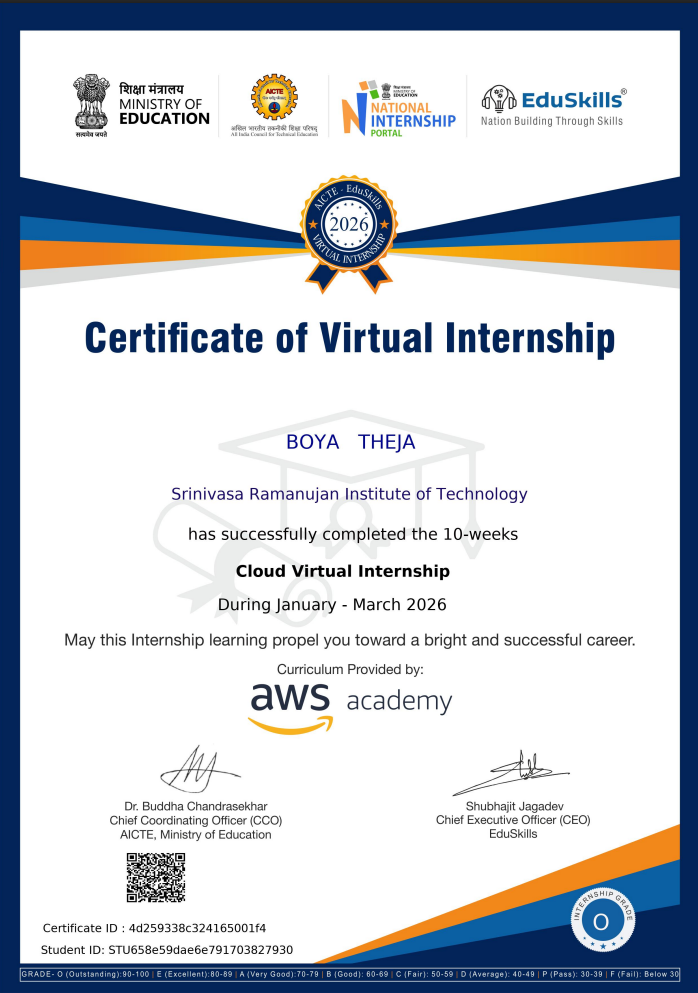 शिक्षा मंत्रालय
MINISTRY OF
EDUCATION
सत्यमेव जयते
AICTE
अखिल भारतीय तकनीकी शिक्षा परिषद्
All India Council for Technical Education
MINISTRY OF
EDUCATION
NATIONAL
INTERNSHIP
PORTAL
EduSkills®
Nation Building Through Skills
AICTE - EduSkills
2026
VIRTUAL INTERNSHIP
Certificate of Virtual Internship
BOYA THEJA
Srinivasa Ramanujan Institute of Technology
has successfully completed the 10-weeks
Cloud Virtual Internship
During January - March 2026
May this Internship learning propel you toward a bright and successful career.
Curriculum Provided by:
aws academy
Dr. Buddha Chandrasekhar
Chief Coordinating Officer (CCO)
AICTE, Ministry of Education
Shubhajit Jagadev
Chief Executive Officer (CEO)
EduSkills
INTERNSHIP GRADE
O
Certificate ID : 4d259338c324165001f4
Student ID: STU658e59dae6e791703827930
GRADE- O (Outstanding):90-100 | E (Excellent):80-89 | A (Very Good):70-79 | B (Good): 60-69 | C (Fair): 50-59 | D (Average): 40-49 | P (Pass): 30-39 | F (Fail): Below 30